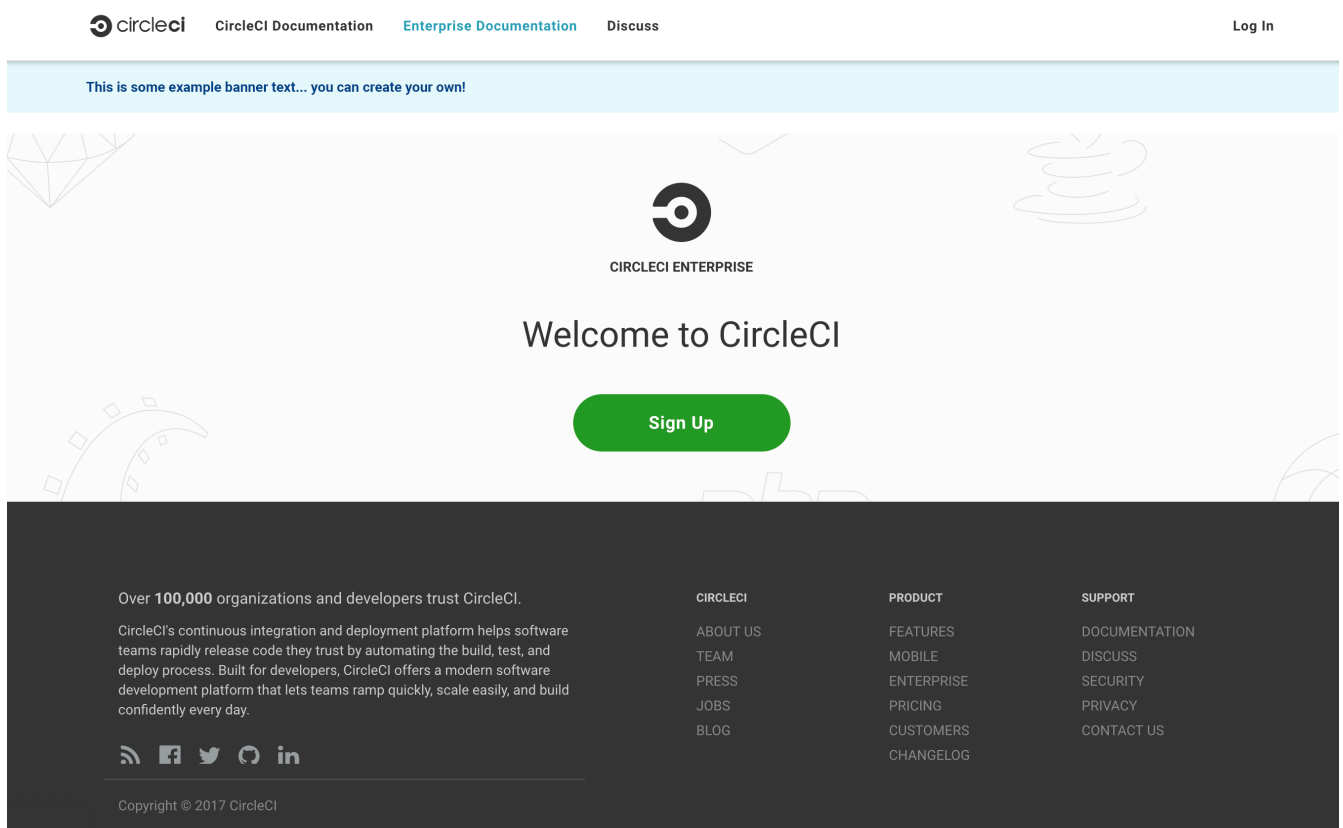 circleci CircleCI Documentation Enterprise Documentation Discuss Log In
This is some example banner text... you can create your own!
CIRCLECI ENTERPRISE
Welcome to CircleCI
Sign Up
php
Over 100,000 organizations and developers trust CircleCI.
CircleCI's continuous integration and deployment platform helps software
teams rapidly release code they trust by automating the build, test, and
deploy process. Built for developers, CircleCI offers a modern software
development platform that lets teams ramp quickly, scale easily, and build
confidently every day.
in
Copyright © 2017 CircleCI
CIRCLECI
ABOUT US
TEAM
PRESS
JOBS
BLOG
PRODUCT
FEATURES
MOBILE
ENTERPRISE
PRICING
CUSTOMERS
CHANGELOG
SUPPORT
DOCUMENTATION
DISCUSS
SECURITY
PRIVACY
CONTACT US